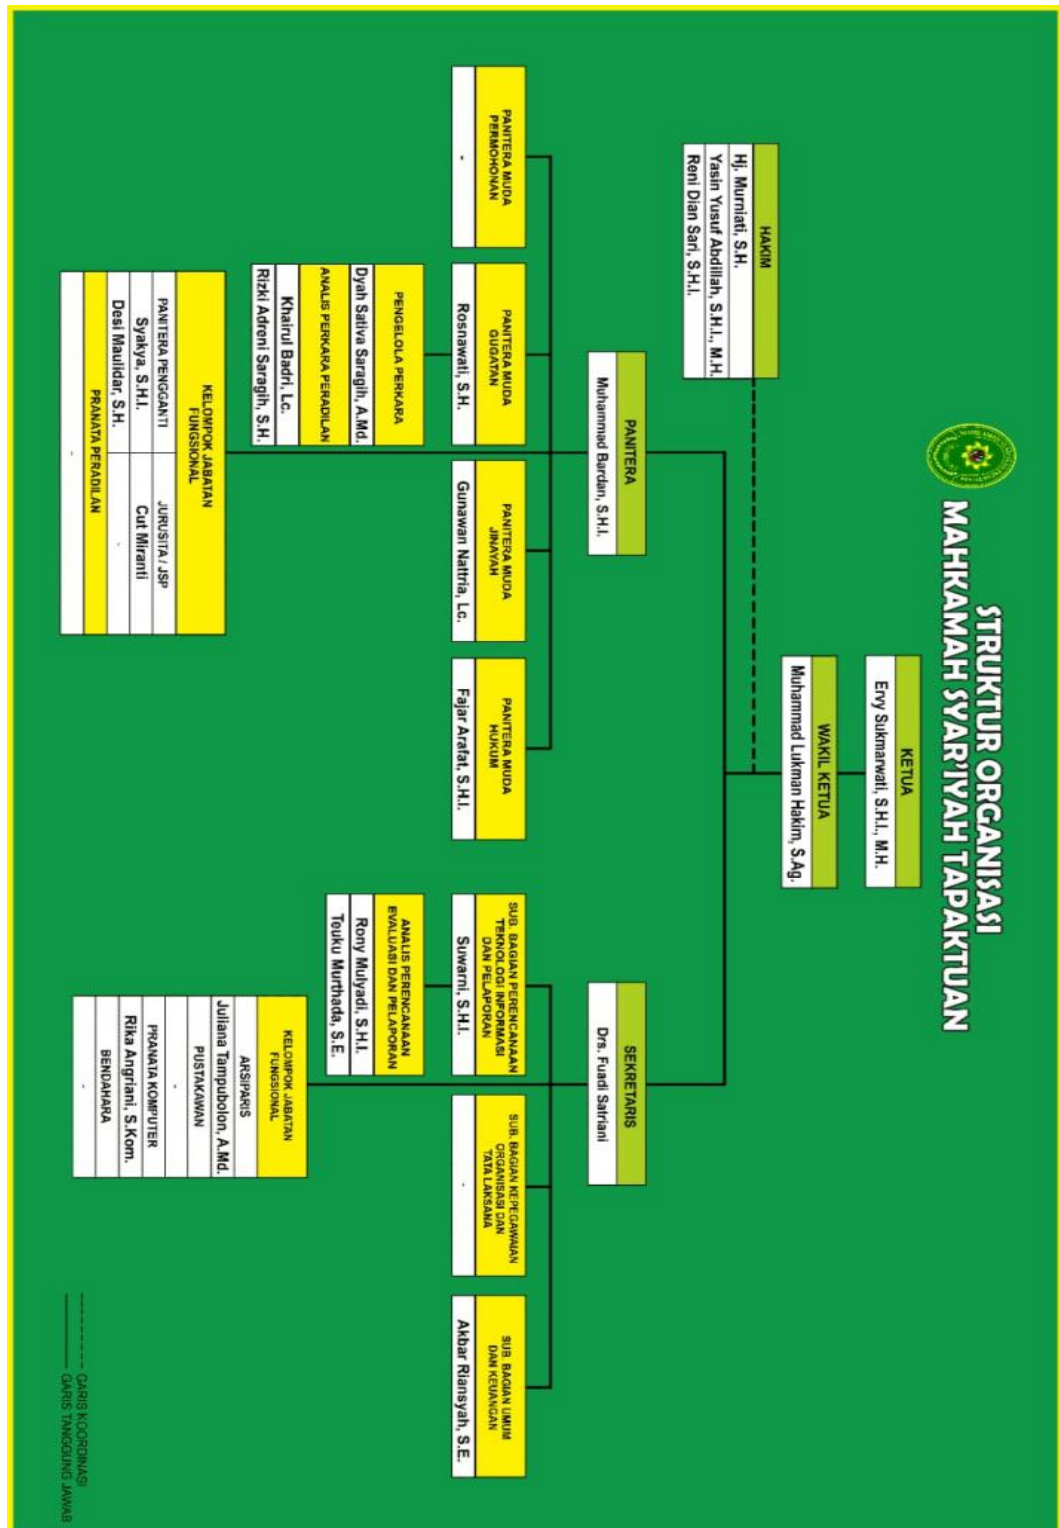 STRUKTUR ORGANISASI
MAHKAMAH SYAR'IYAH TAPAKTUAN
KETUA
Ervy Sukmarwati, S.H.I., M.H.
WAKIL KETUA
Muhammad Lukman Hakim, S.Ag.
HAKIM
Hj. Murniati, S.H.
Yasin Yusuf Abdillah, S.H.I., M.H.
Reni Dian Sari, S.H.I.
PANITERA
Muhammad Bardan, S.H.I.
SEKRETARIS
Drs. Fuadi Satriani
PANITERA MUDA
PERMOHONAN
-
PANITERA MUDA
GUGATAN
Rosnawati, S.H.
PANITERA MUDA
JINAYAH
Gunawan Nattria, Lc.
PANITERA MUDA
HUKUM
Fajar Arafat, S.H.I.
SUB. BAGIAN PERENCANAAN
TEKNOLOGI INFORMASI
DAN PELAPORAN
Suwarni, S.H.I.
SUB. BAGIAN KEPEGAWAIAN
ORGANISASI DAN
TATA LAKSANA
-
SUB. BAGIAN UMUM
DAN KEUANGAN
Akbar Riansyah, S.E.
PENGELOLA PERKARA
Dyah Sativa Saragih, A.Md.
ANALIS PERKARA PERADILAN
Khairul Badri, Lc.
Rizki Adreni Saragih, S.H.
ANALIS PERENCANAAN
EVALUASI DAN PELAPORAN
Rony Mulyadi, S.H.I.
Teuku Murthada, S.E.
KELOMPOK JABATAN
FUNGSIONAL
PANITERA PENGGANTI JURUSITA / JSP
Syakya, S.H.I. Cut Miranti
Desi Maulidar, S.H. -
PRANATA PERADILAN
-
KELOMPOK JABATAN
FUNGSIONAL
ARSIPARIS
Juliana Tampubolon, A.Md.
PUSTAKAWAN
-
PRANATA KOMPUTER
Rika Angriani, S.Kom.
BENDAHARA
-
GARIS KOORDINASI
GARIS TANGGUNG JAWAB